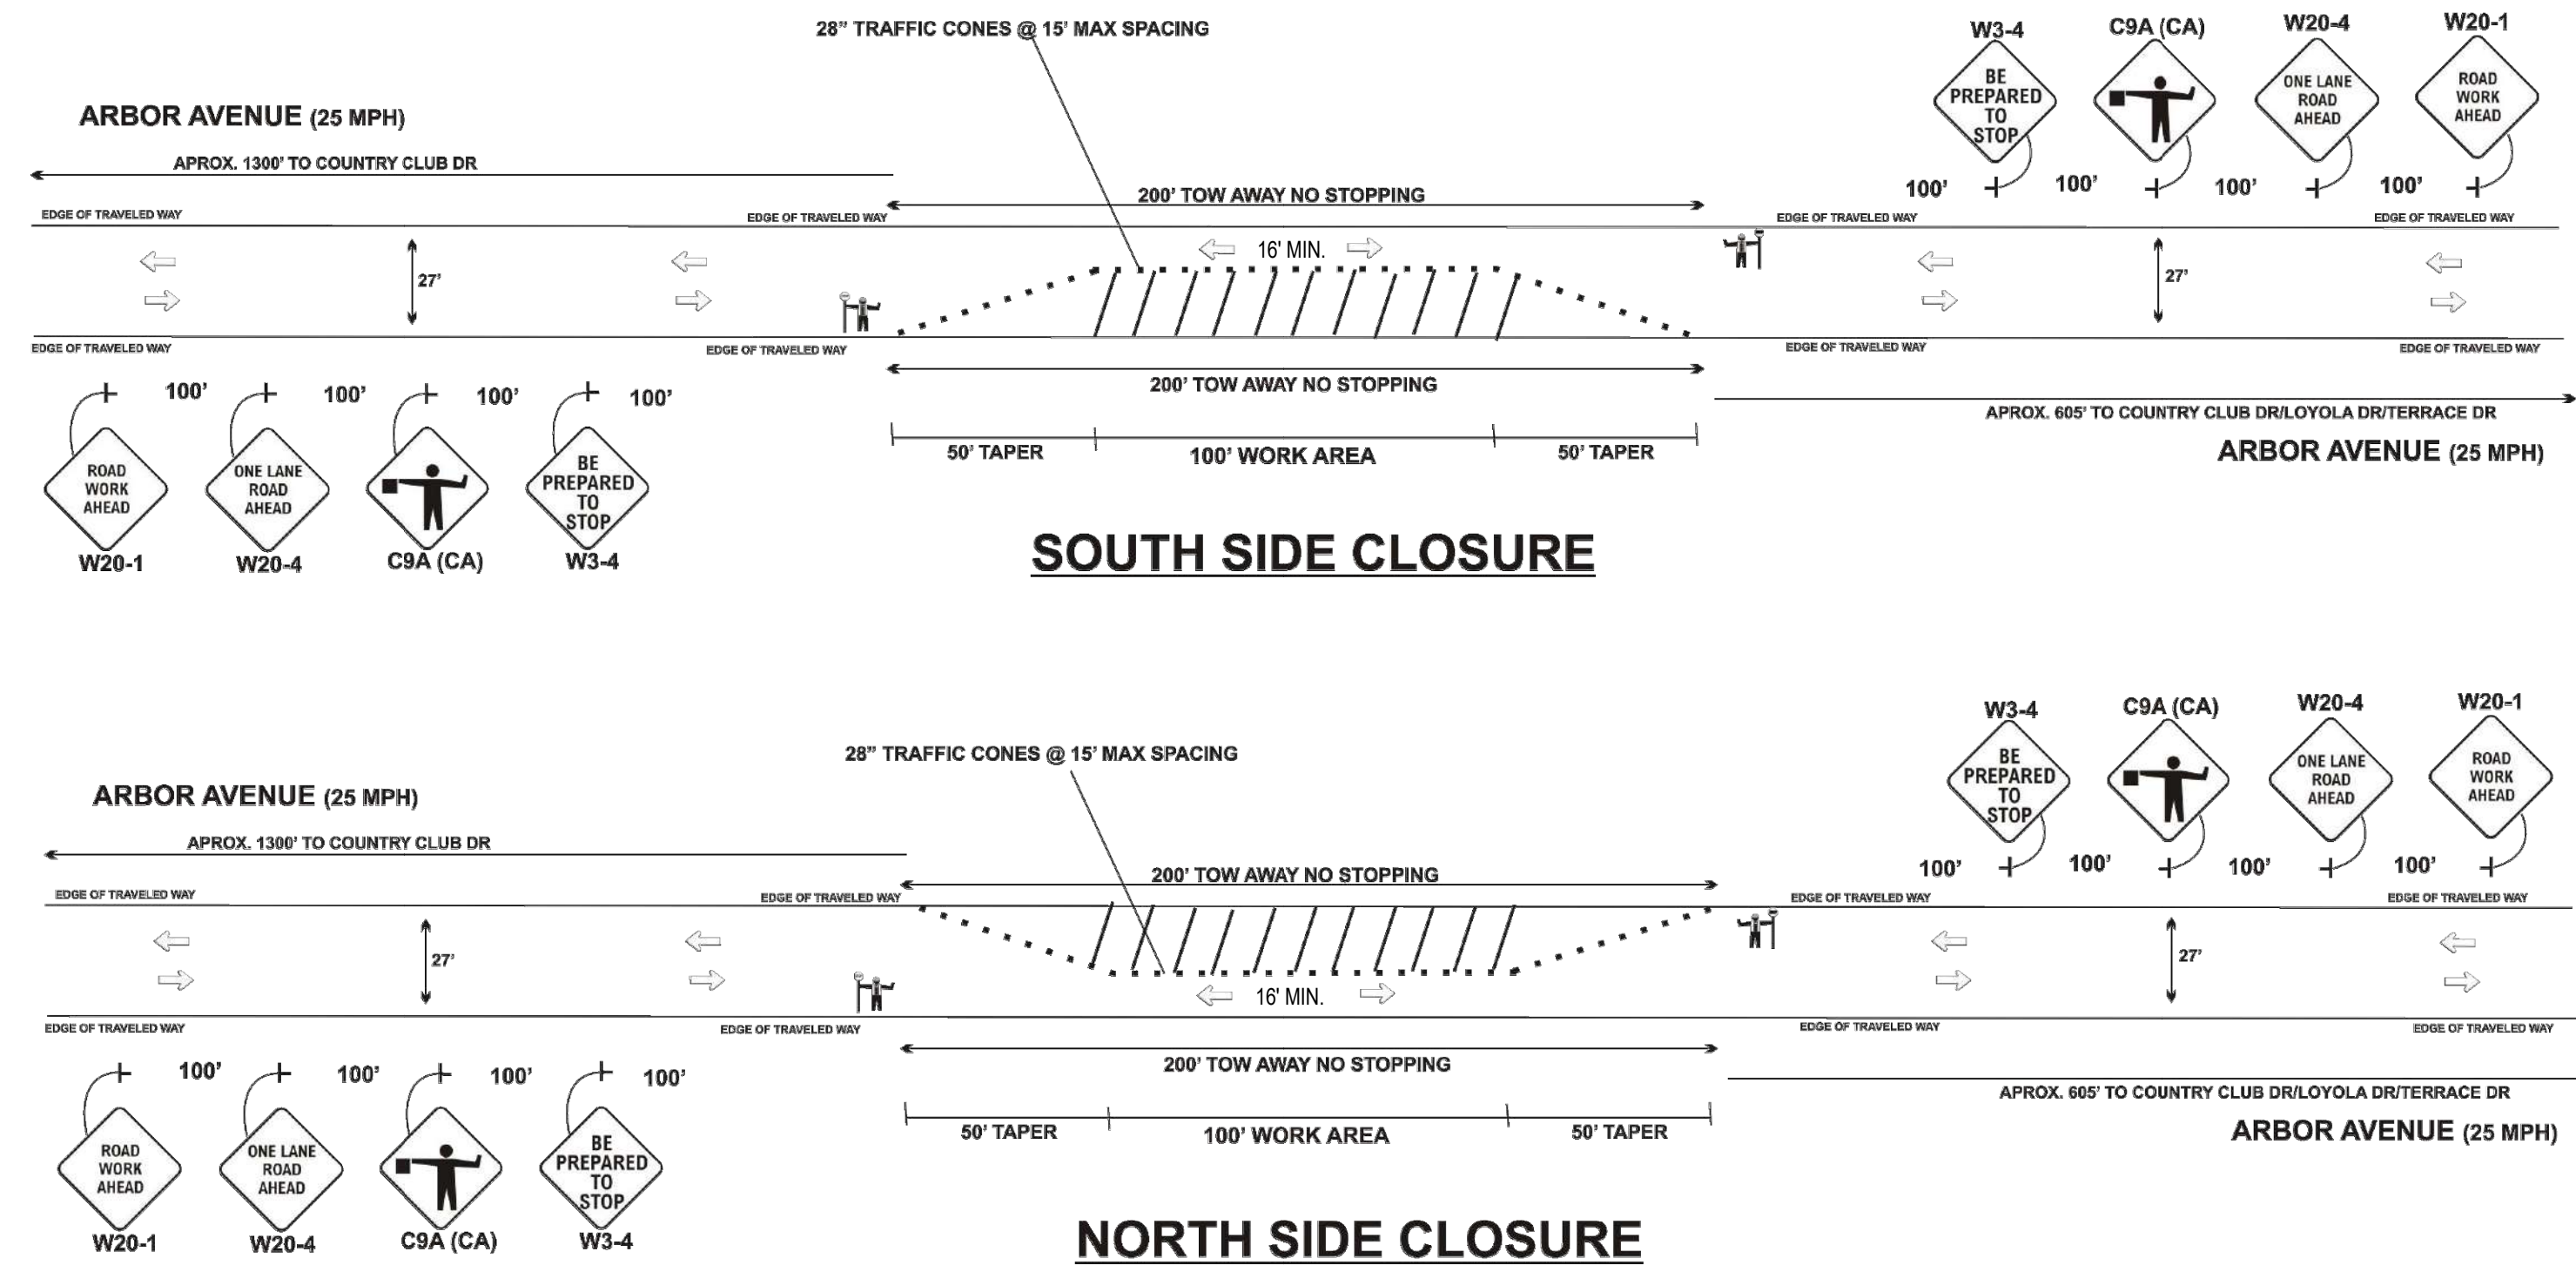 28” TRAFFIC CONES @ 15’ MAX SPACING
W3-4
C9A (CA)
W20-4
W20-1
BE
PREPARED
TO
STOP
ONE LANE
ROAD
AHEAD
ROAD
WORK
AHEAD
ARBOR AVENUE (25 MPH)
APROX. 1300’ TO COUNTRY CLUB DR
200’ TOW AWAY NO STOPPING
100’
100’
100’
100’
EDGE OF TRAVELED WAY
EDGE OF TRAVELED WAY
EDGE OF TRAVELED WAY
EDGE OF TRAVELED WAY
16' MIN.
27’
27’
EDGE OF TRAVELED WAY
EDGE OF TRAVELED WAY
EDGE OF TRAVELED WAY
EDGE OF TRAVELED WAY
200’ TOW AWAY NO STOPPING
100’
100’
100’
100’
APROX. 605’ TO COUNTRY CLUB DR/LOYOLA DR/TERRACE DR
ARBOR AVENUE (25 MPH)
50’ TAPER
100’ WORK AREA
50’ TAPER
ROAD
WORK
AHEAD
ONE LANE
ROAD
AHEAD
BE
PREPARED
TO
STOP
W20-1
W20-4
C9A (CA)
W3-4
SOUTH SIDE CLOSURE
W3-4
C9A (CA)
W20-4
W20-1
BE
PREPARED
TO
STOP
ONE LANE
ROAD
AHEAD
ROAD
WORK
AHEAD
28” TRAFFIC CONES @ 15’ MAX SPACING
ARBOR AVENUE (25 MPH)
APROX. 1300’ TO COUNTRY CLUB DR
200’ TOW AWAY NO STOPPING
100’
100’
100’
100’
EDGE OF TRAVELED WAY
EDGE OF TRAVELED WAY
EDGE OF TRAVELED WAY
EDGE OF TRAVELED WAY
27’
27’
16' MIN.
EDGE OF TRAVELED WAY
EDGE OF TRAVELED WAY
EDGE OF TRAVELED WAY
EDGE OF TRAVELED WAY
200’ TOW AWAY NO STOPPING
100’
100’
100’
100’
APROX. 605’ TO COUNTRY CLUB DR/LOYOLA DR/TERRACE DR
ARBOR AVENUE (25 MPH)
50’ TAPER
100’ WORK AREA
50’ TAPER
ROAD
WORK
AHEAD
ONE LANE
ROAD
AHEAD
BE
PREPARED
TO
STOP
W20-1
W20-4
C9A (CA)
W3-4
NORTH SIDE CLOSURE